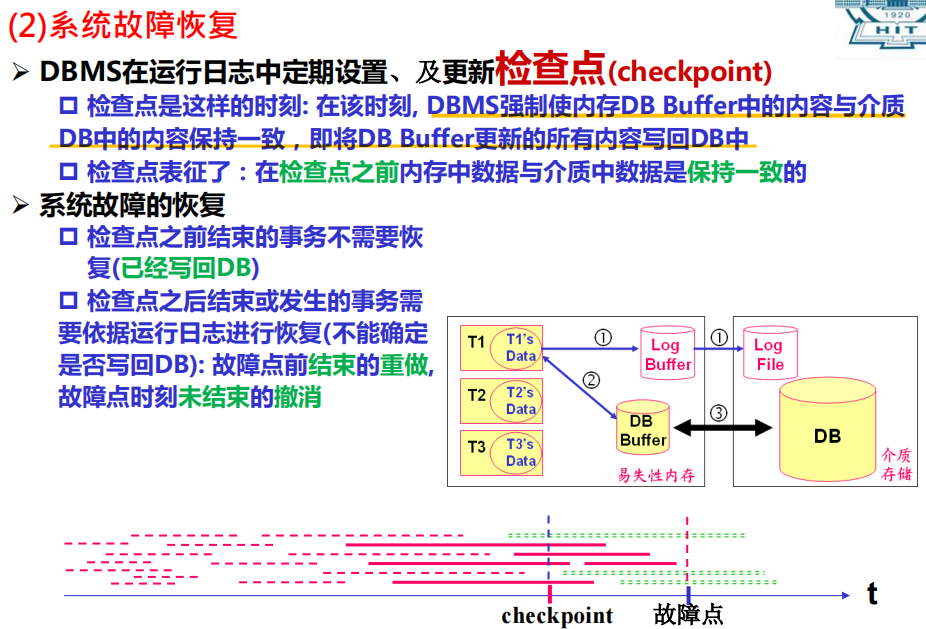 (2)系统故障恢复
1920
HIT
➢ DBMS在运行日志中定期设置、及更新检查点(checkpoint)
❑ 检查点是这样的时刻: 在该时刻, DBMS强制使内存DB Buffer中的内容与介质
DB中的内容保持一致，即将DB Buffer更新的所有内容写回DB中
❑ 检查点表征了：在检查点之前内存中数据与介质中数据是保持一致的
➢ 系统故障的恢复
❑ 检查点之前结束的事务不需要恢
复(已经写回DB)
❑ 检查点之后结束或发生的事务需
要依据运行日志进行恢复(不能确定
是否写回DB): 故障点前结束的重做,
故障点时刻未结束的撤消
T1
T1's
Data
①
Log
Buffer
①
Log
File
②
T2
T2's
Data
DB
Buffer
③
DB
T3
T3's
Data
易失性内存
介质
存储
t
checkpoint
故障点